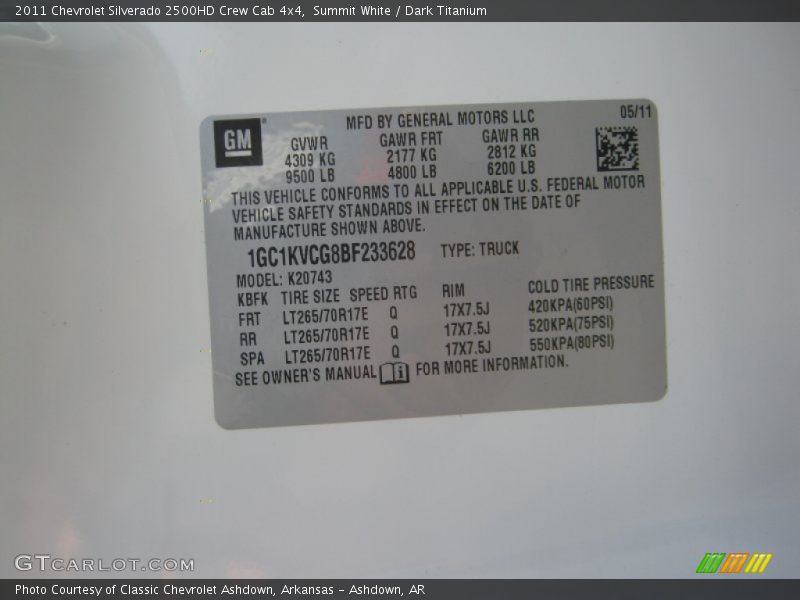 2011 Chevrolet Silverado 2500HD Crew Cab 4x4,  Summit White / Dark Titanium
GM
MFD BY GENERAL MOTORS LLC
05/11
GVWR GAWR FRT GAWR RR
4309 KG 2177 KG 2812 KG
9500 LB 4800 LB 6200 LB
THIS VEHICLE CONFORMS TO ALL APPLICABLE U.S. FEDERAL MOTOR
VEHICLE SAFETY STANDARDS IN EFFECT ON THE DATE OF
MANUFACTURE SHOWN ABOVE.
1GC1KVCG8BF233628 TYPE: TRUCK
MODEL: K20743
KBFK TIRE SIZE SPEED RTG RIM COLD TIRE PRESSURE
FRT LT265/70R17E Q 17X7.5J 420KPA(60PSI)
RR LT265/70R17E Q 17X7.5J 520KPA(75PSI)
SPA LT265/70R17E Q 17X7.5J 550KPA(80PSI)
SEE OWNER'S MANUAL i FOR MORE INFORMATION.
GTCARLOT.COM
Photo Courtesy of Classic Chevrolet Ashdown, Arkansas - Ashdown, AR